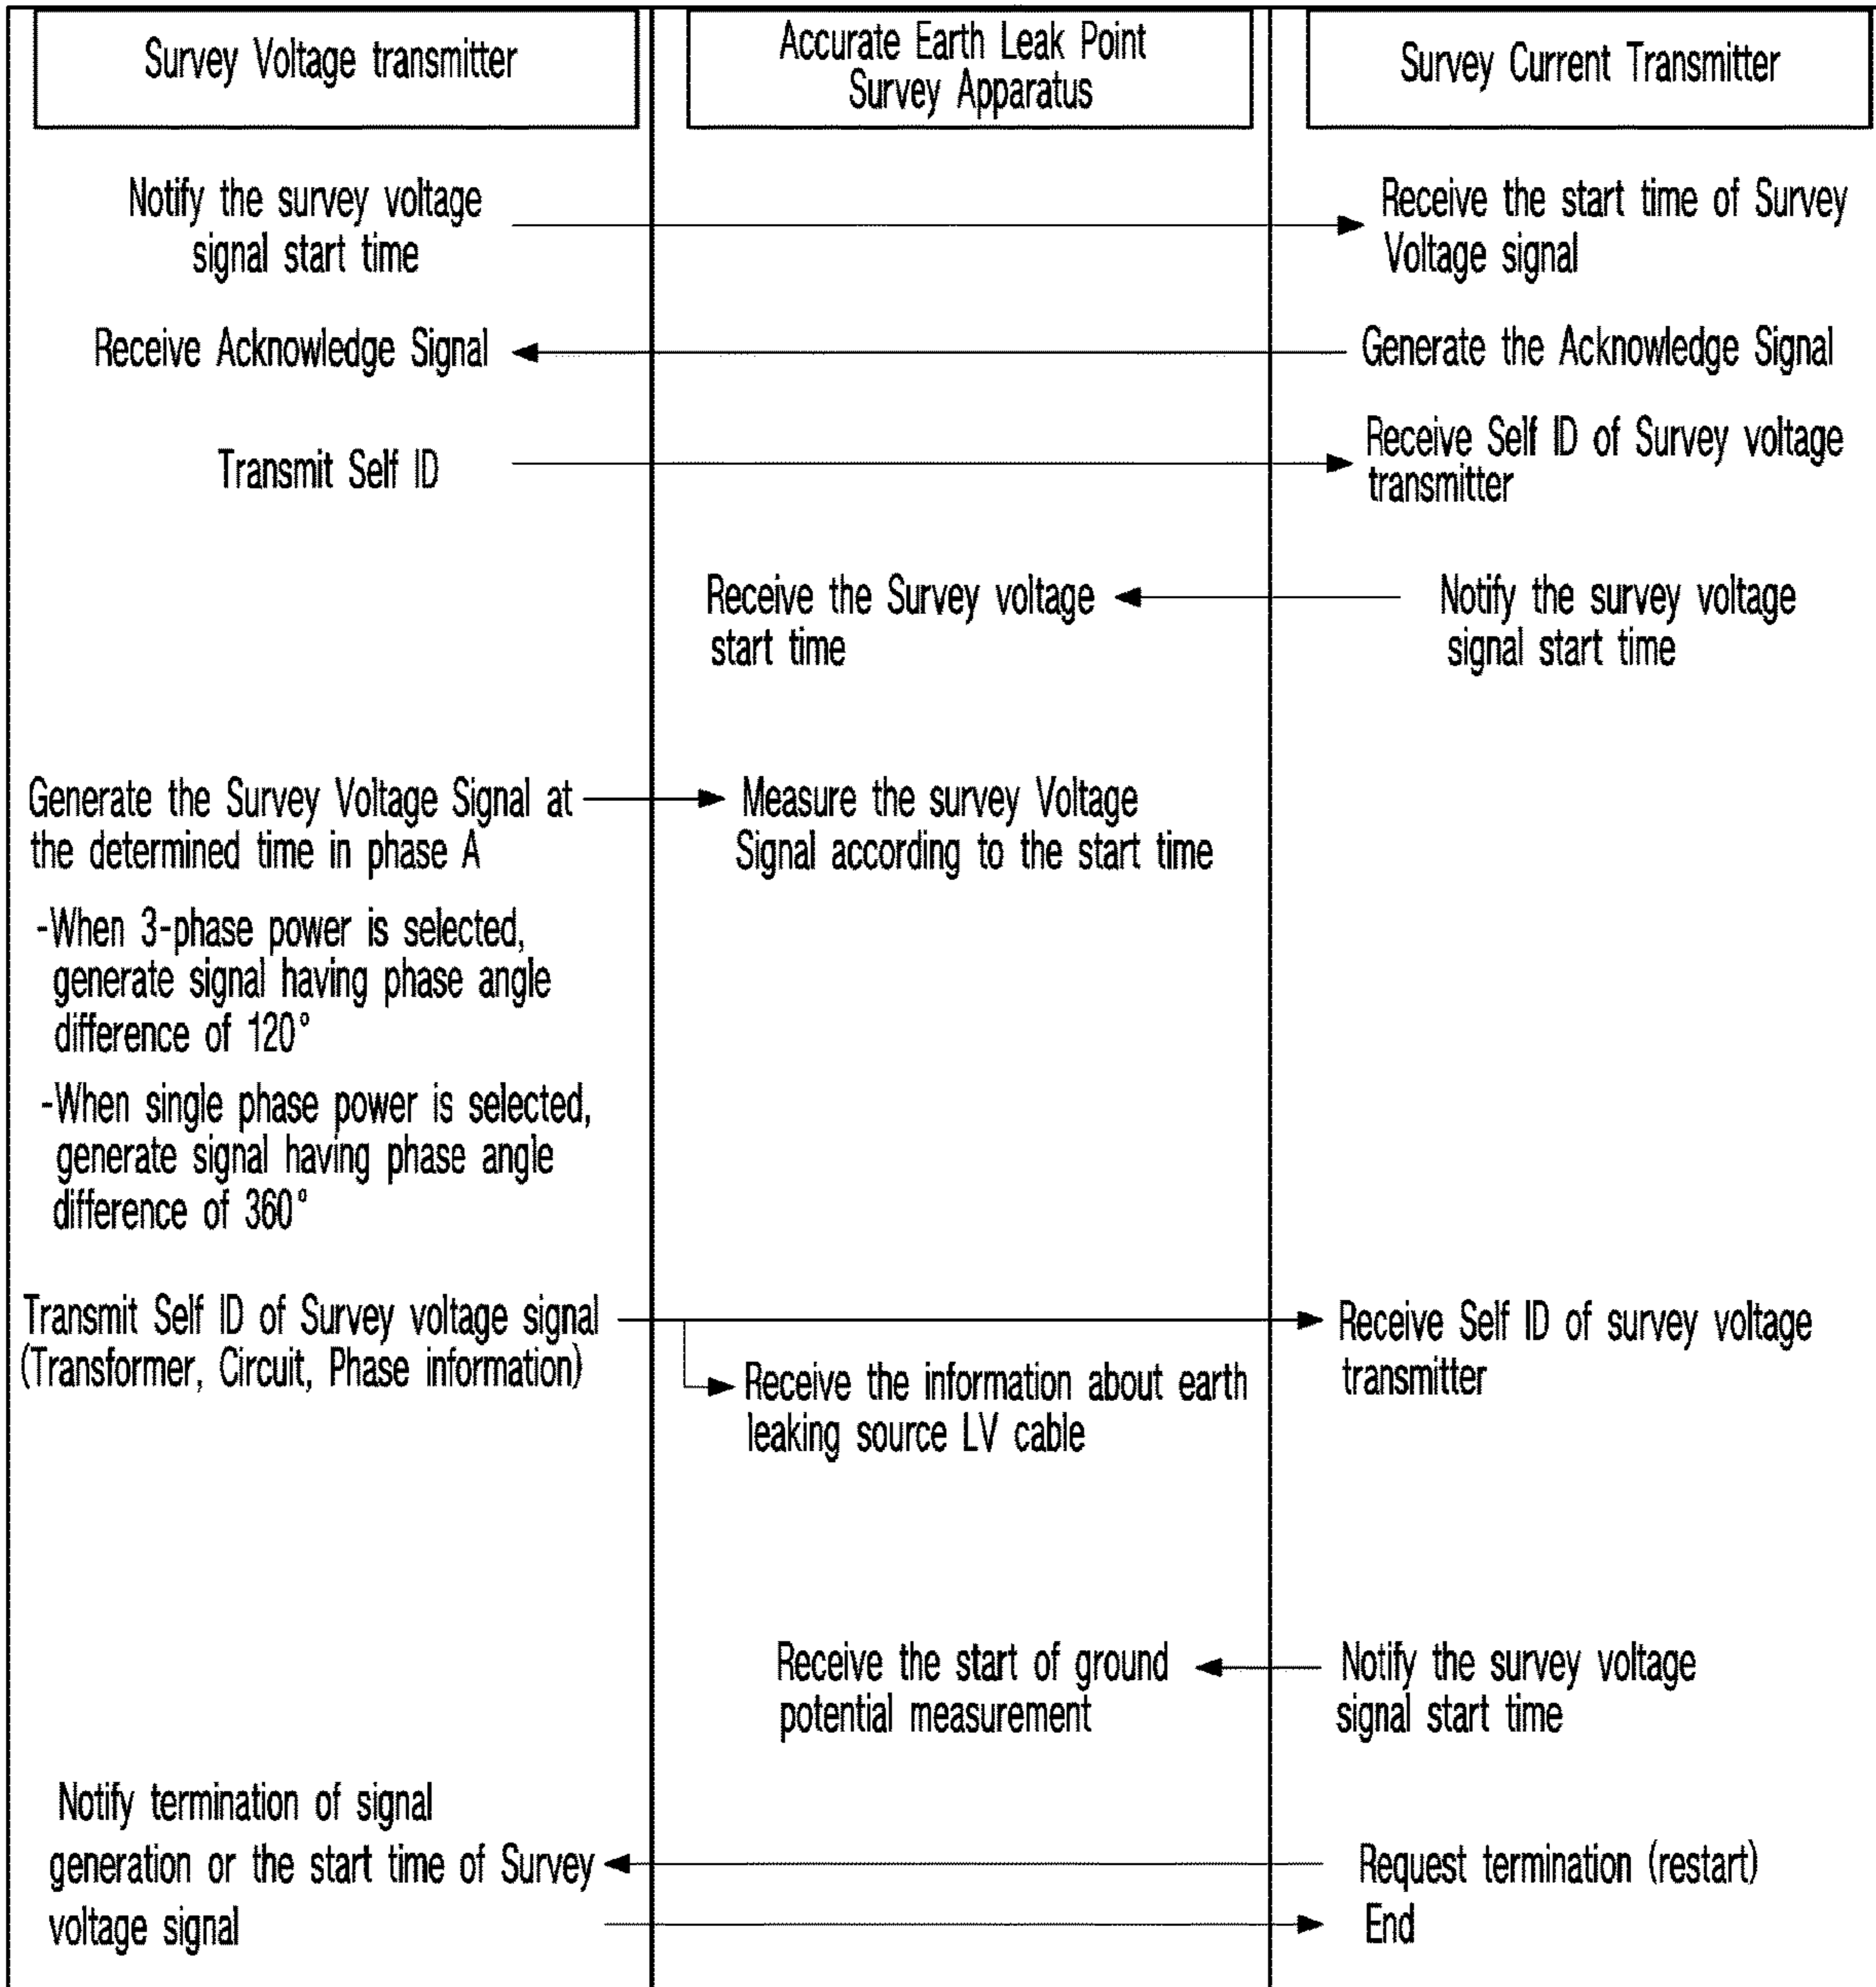 Survey Voltage transmitter
Accurate Earth Leak Point
Survey Apparatus
Survey Current Transmitter
Notify the survey voltage
signal start time
Receive the start time of Survey
Voltage signal
Receive Acknowledge Signal
Generate the Acknowledge Signal
Transmit Self ID
Receive Self ID of Survey voltage
transmitter
Receive the Survey voltage
start time
Notify the survey voltage
signal start time
Generate the Survey Voltage Signal at
the determined time in phase A
Measure the survey Voltage
Signal according to the start time
-When 3-phase power is selected,
generate signal having phase angle
difference of 120°
-When single phase power is selected,
generate signal having phase angle
difference of 360°
Transmit Self ID of Survey voltage signal
(Transformer, Circuit, Phase information)
Receive Self ID of survey voltage
transmitter
Receive the information about earth
leaking source LV cable
Receive the start of ground
potential measurement
Notify the survey voltage
signal start time
Notify termination of signal
generation or the start time of Survey
voltage signal
Request termination (restart)
End